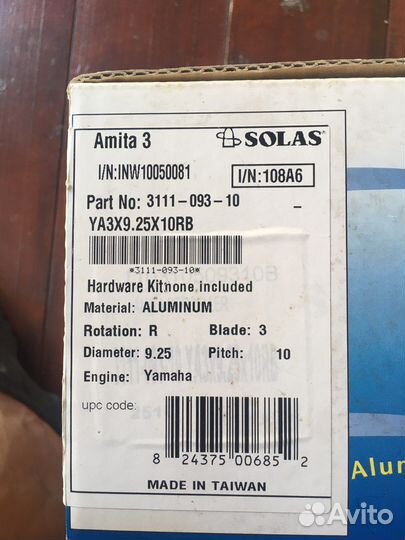 Amita 3 SOLAS®
I/N:INW10050081 I/N:108A6
Part No: 3111-093-10 -
YA3X9.25X10RB
*3111-093-10*
Hardware Kit:none included
Material: ALUMINUM
Rotation: R Blade: 3
Diameter: 9.25 Pitch: 10
Engine: Yamaha
upc code:
8 24375 00685 2
MADE IN TAIWAN
Alum
Avito